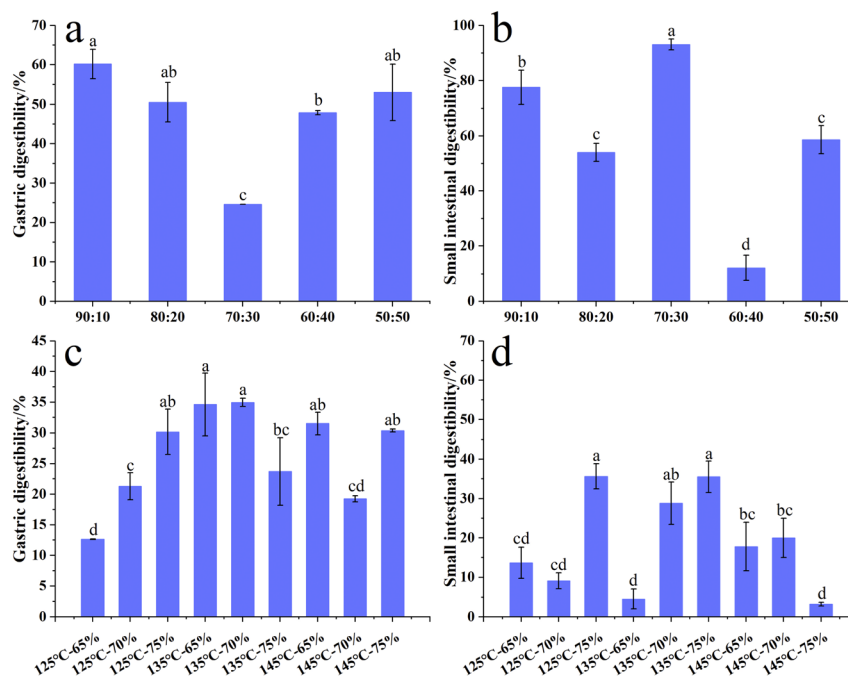 a
Gastric digestibility/%
70
60
50
40
30
20
10
0
a
ab
c
b
ab
90:10 80:20 70:30 60:40 50:50
b
Small intestinal digestibility/%
100
80
60
40
20
0
b
c
a
d
c
90:10 80:20 70:30 60:40 50:50
c
Gastric digestibility/%
45
40
35
30
25
20
15
10
5
0
d
c
ab
a
a
bc
ab
cd
ab
125°C-65% 125°C-70% 125°C-75% 135°C-65% 135°C-70% 135°C-75% 145°C-65% 145°C-70% 145°C-75%
d
Small intestinal digestibility/%
70
60
50
40
30
20
10
0
cd
cd
a
d
ab
a
bc
bc
d
125°C-65% 125°C-70% 125°C-75% 135°C-65% 135°C-70% 135°C-75% 145°C-65% 145°C-70% 145°C-75%